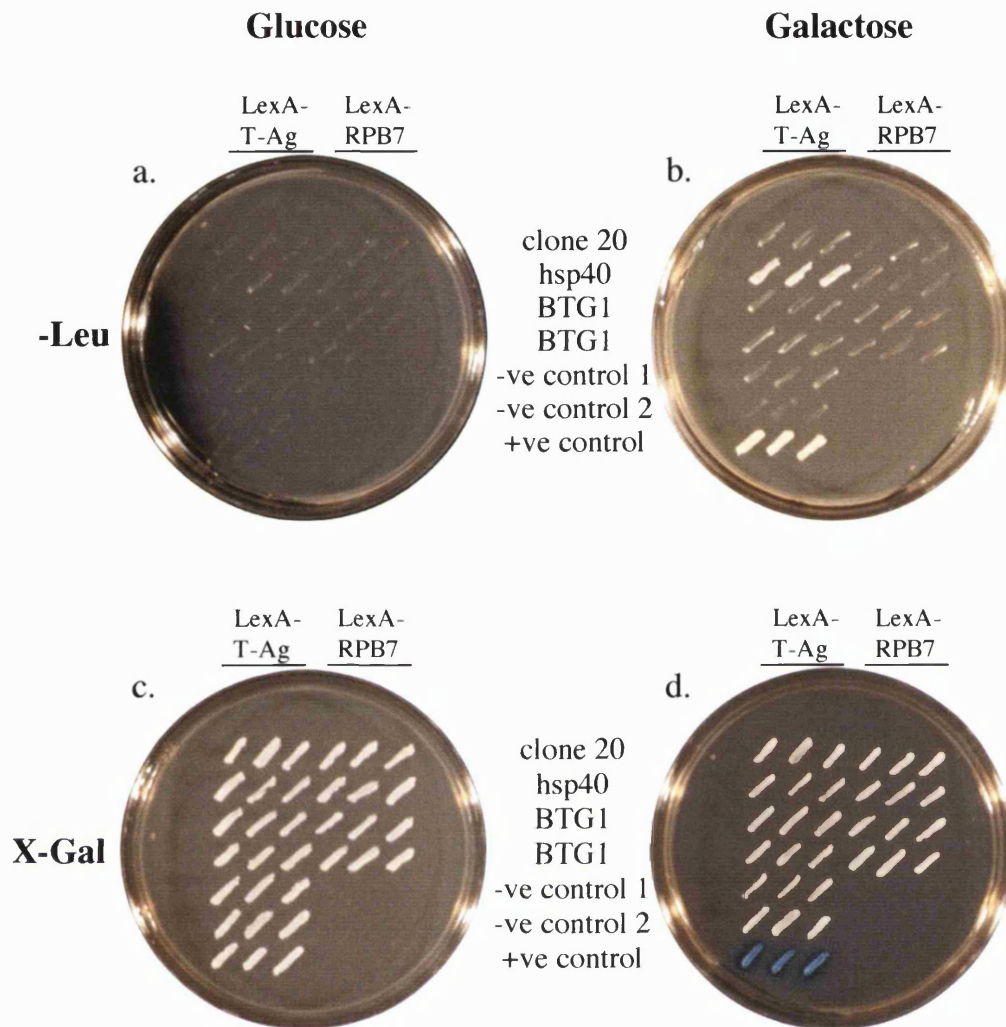 Glucose
Galactose
LexA-
T-Ag
LexA-
RPB7
LexA-
T-Ag
LexA-
RPB7
a.
b.
-Leu
clone 20
hsp40
BTG1
BTG1
-ve control 1
-ve control 2
+ve control
LexA-
T-Ag
LexA-
RPB7
LexA-
T-Ag
LexA-
RPB7
c.
d.
X-Gal
clone 20
hsp40
BTG1
BTG1
-ve control 1
-ve control 2
+ve control